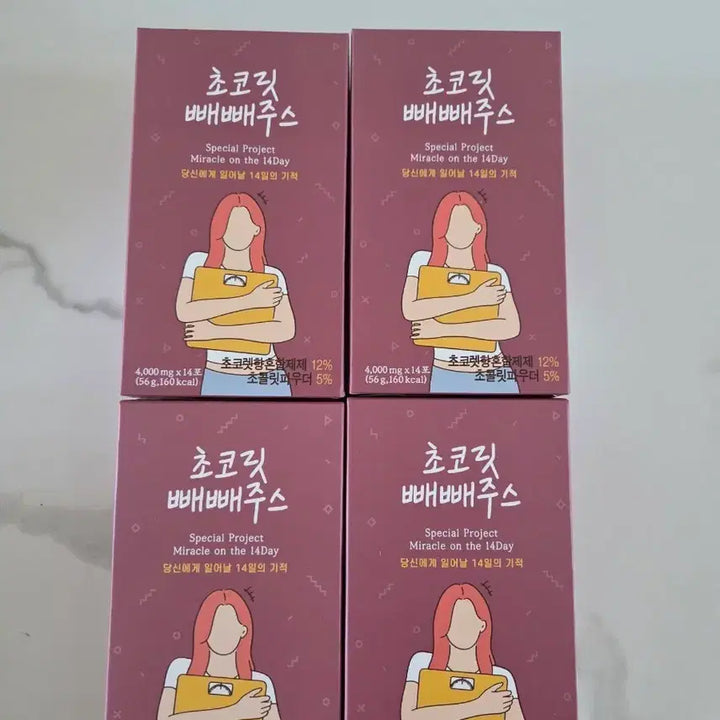 초코릿
빼빼주스
Special Project
Miracle on the 14Day
당신에게 일어날 14일의 기적
초코렛향혼합제제 12%
4,000 mg x 14포
초콜릿파우더 5%
(56 g, 160 kcal)
초코릿
빼빼주스
Special Project
Miracle on the 14Day
당신에게 일어날 14일의 기적
초코렛향혼합제제 12%
4,000 mg x 14포
초콜릿파우더 5%
(56 g, 160 kcal)
초코릿
빼빼주스
Special Project
Miracle on the 14Day
당신에게 일어날 14일의 기적
초코릿
빼빼주스
Special Project
Miracle on the 14Day
당신에게 일어날 14일의 기적